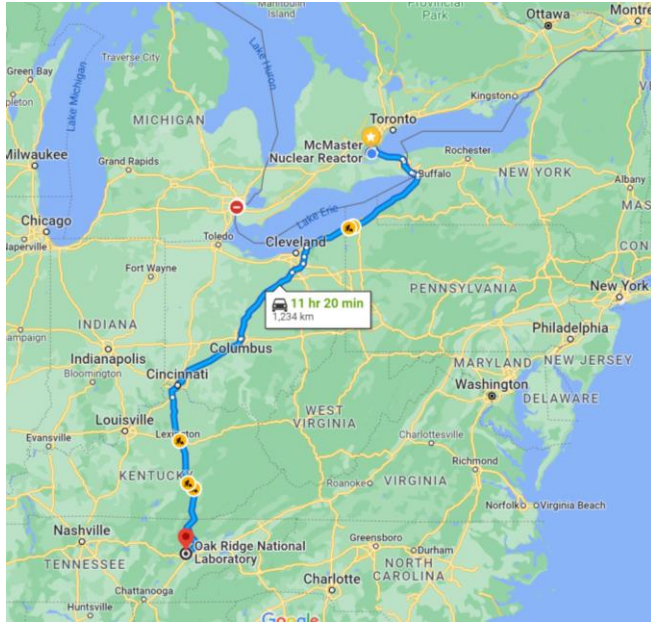 Manitoulin
Island
Provincial
Park
Ottawa
Montre
Traverse City
Green Bay
Lake Huron
Lake Michigan
Kingston
MICHIGAN
Toronto
McMaster
Nuclear Reactor
Milwaukee
Grand Rapids
Rochester
Buffalo
NEW YORK
Albany
MAS
Lake Erie
Chicago
Naperville
Toledo
Cleveland
CON
Fort Wayne
11 hr 20 min
1,234 km
PENNSYLVANIA
New York
INDIANA
Columbus
Philadelphia
Indianapolis
MARYLAND
NEW JERSEY
Bloomington
Cincinnati
Washington
DELAWARE
WEST
VIRGINIA
Louisville
Evansville
Lexington
Charlottesville
KENTUCKY
Richmond
Roanoke
VIRGINIA
Norfolk
Virginia Beach
Nashville
Oak Ridge National
Laboratory
Greensboro
Durham
TENNESSEE
NORTH
CAROLINA
Chattanooga
Charlotte
Huntsville
Google